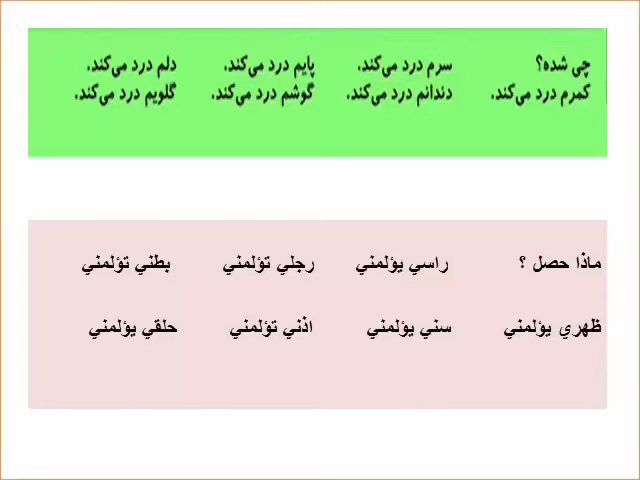 چی شده؟ سرم درد می‌کند. پایم درد می‌کند. دلم درد می‌کند.
کمرم درد می‌کند. دندانم درد می‌کند. گوشم درد می‌کند. گلویم درد می‌کند.
ماذا حصل ؟ راسي يؤلمني رجلي تؤلمني بطني تؤلمني
ظهري يؤلمني سني يؤلمني اذني تؤلمني حلقي يؤلمني